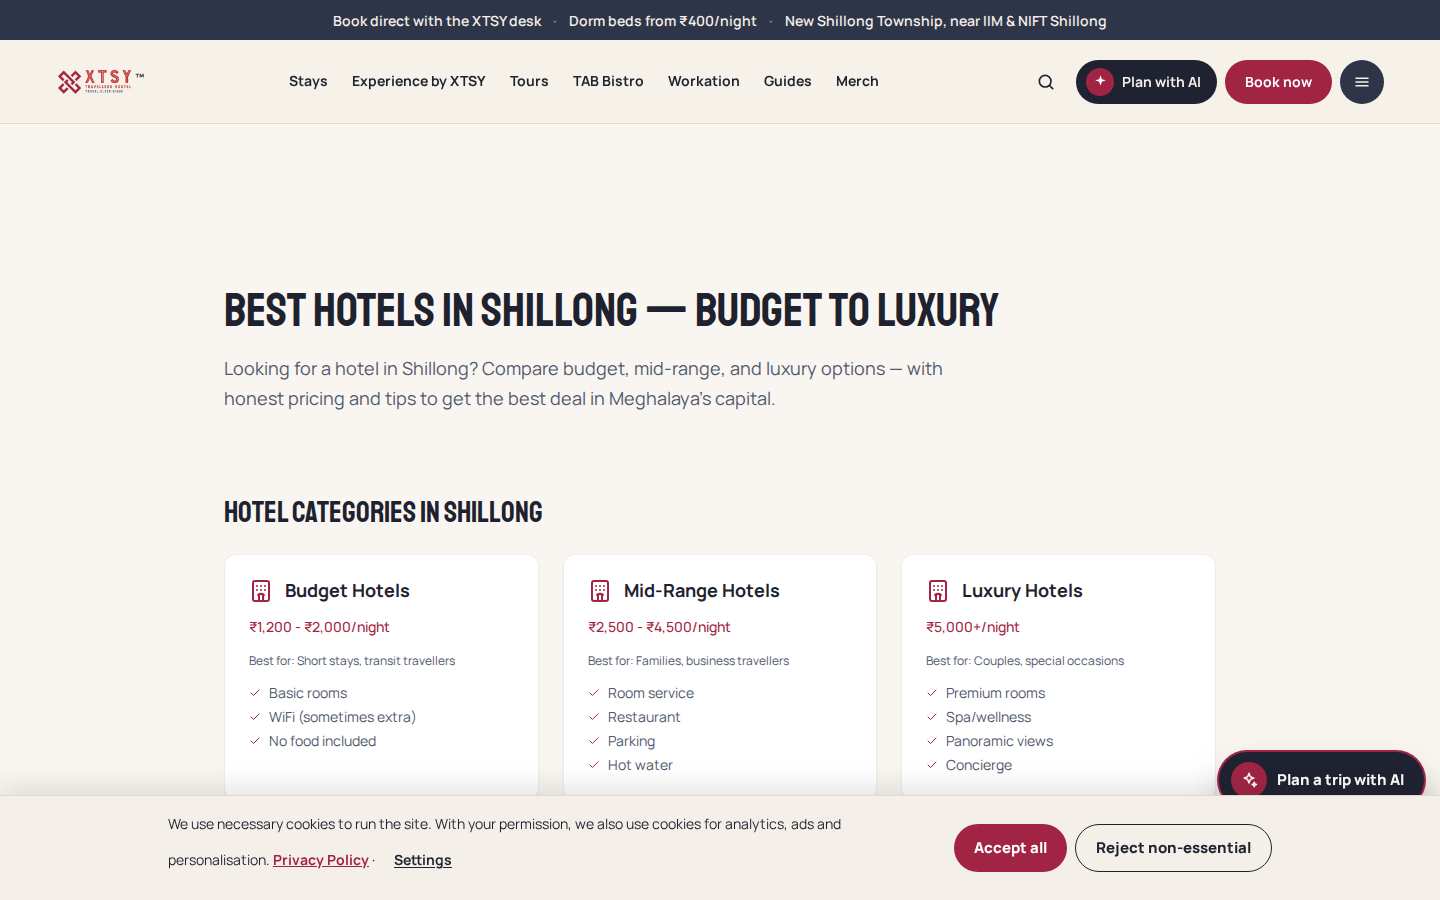 Book direct with the XTSY desk · Dorm beds from ₹400/night · New Shillong Township, near IIM & NIFT Shillong
XTSY™
Stays Experience by XTSY Tours TAB Bistro Workation Guides Merch
Plan with AI
Book now
BEST HOTELS IN SHILLONG — BUDGET TO LUXURY
Looking for a hotel in Shillong? Compare budget, mid-range, and luxury options — with
honest pricing and tips to get the best deal in Meghalaya's capital.
HOTEL CATEGORIES IN SHILLONG
Budget Hotels
₹1,200 - ₹2,000/night
Best for: Short stays, transit travellers
Basic rooms
WiFi (sometimes extra)
No food included
Mid-Range Hotels
₹2,500 - ₹4,500/night
Best for: Families, business travellers
Room service
Restaurant
Parking
Hot water
Luxury Hotels
₹5,000+/night
Best for: Couples, special occasions
Premium rooms
Spa/wellness
Panoramic views
Concierge
Plan a trip with AI
We use necessary cookies to run the site. With your permission, we also use cookies for analytics, ads and
personalisation. Privacy Policy · Settings
Accept all
Reject non-essential